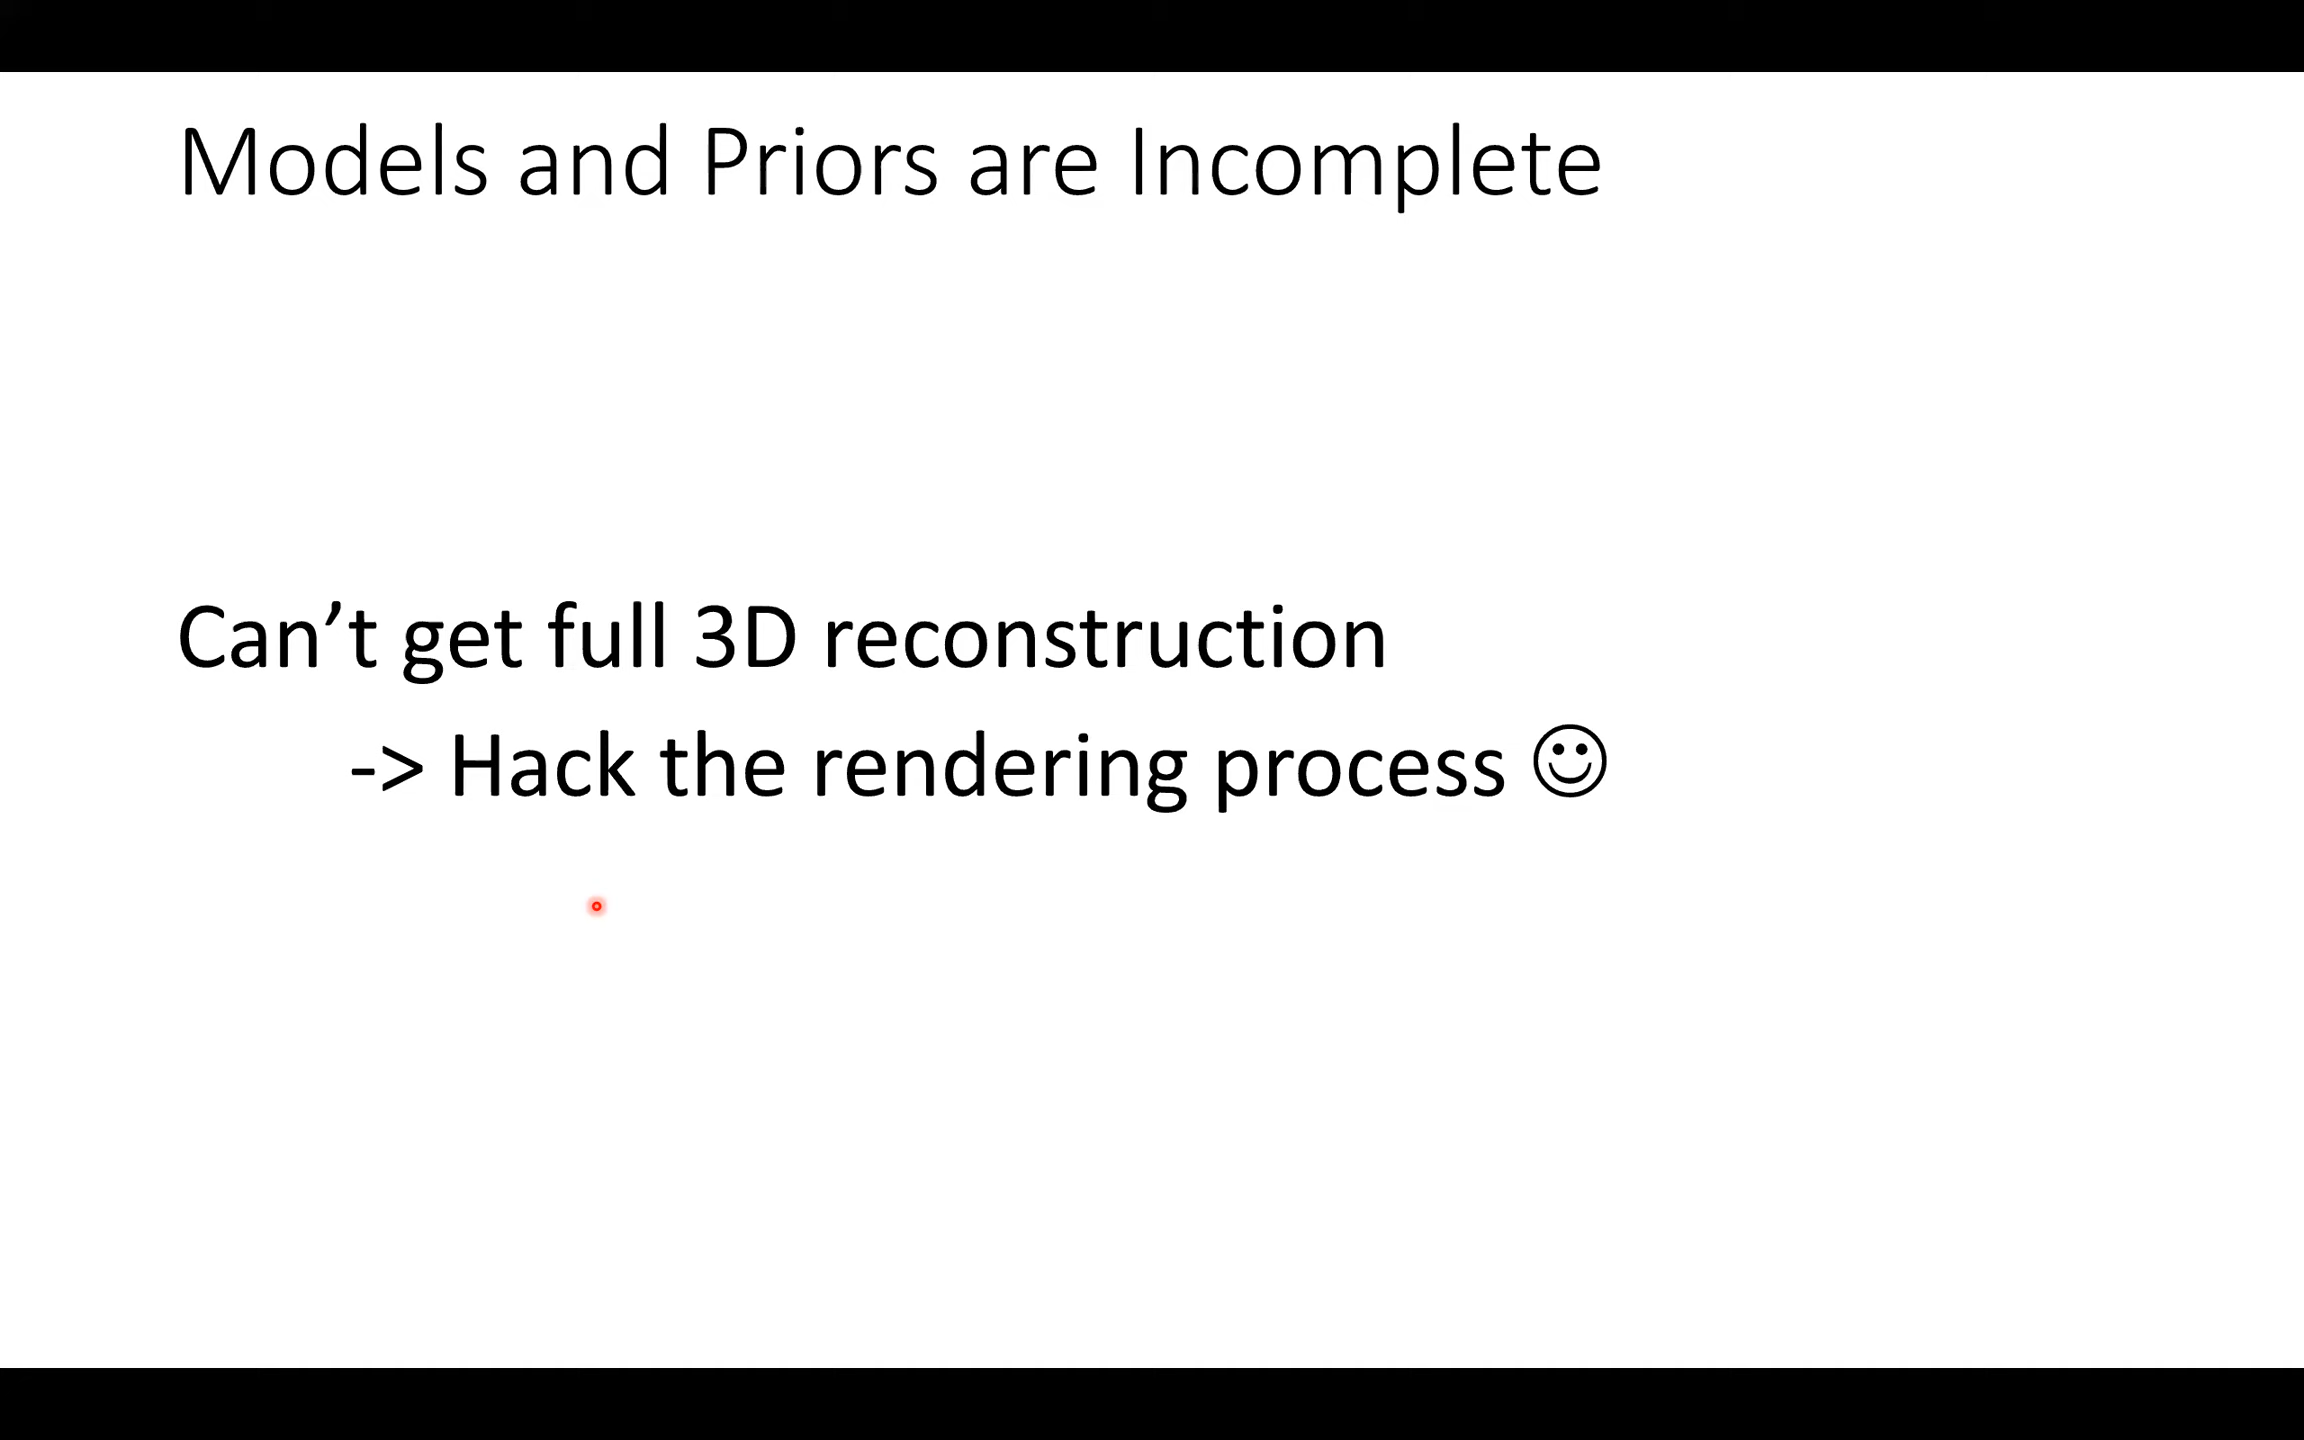 Models and Priors are Incomplete
Can’t get full 3D reconstruction
-> Hack the rendering process ☺